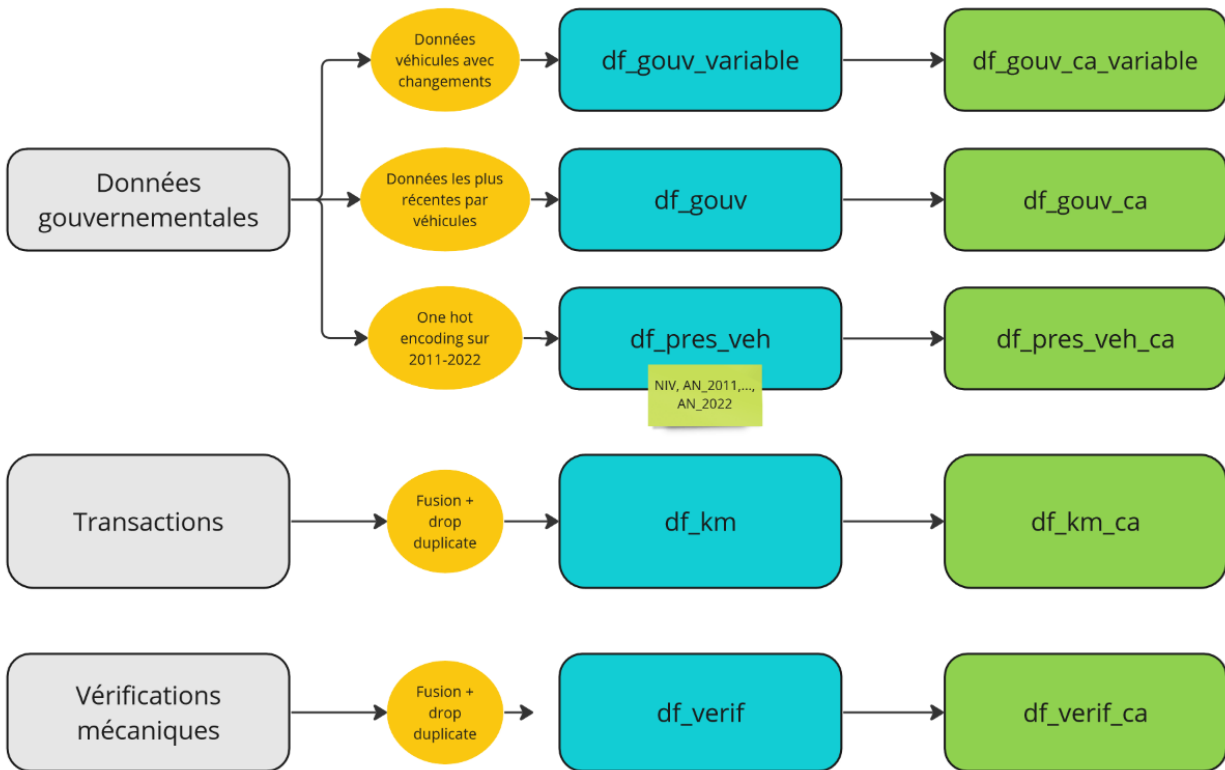 Données
véhicules avec
changements
df_gouv_variable
df_gouv_ca_variable
Données
gouvernementales
Données les plus
récentes par
véhicules
df_gouv
df_gouv_ca
One hot
encoding sur
2011-2022
df_pres_veh
df_pres_veh_ca
NIV, AN_2011,...,
AN_2022
Transactions
Fusion +
drop
duplicate
df_km
df_km_ca
Vérifications
mécaniques
Fusion +
drop
duplicate
df_verif
df_verif_ca